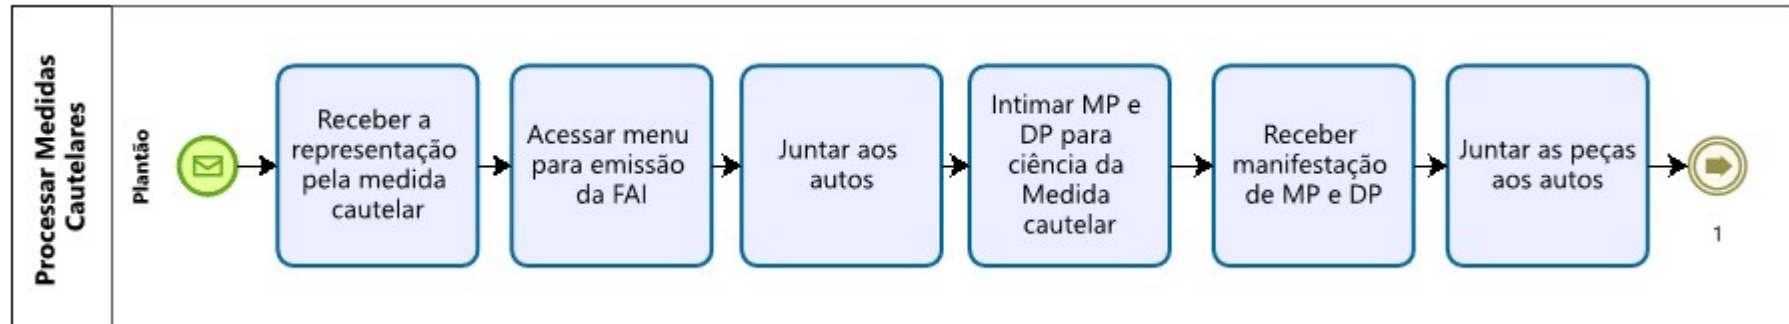 Processar Medidas
Cautelares
Plantão
Receber a
representação
pela medida
cautelar
Acessar menu
para emissão
da FAI
Juntar aos
autos
Intimar MP e
DP para
ciência da
Medida
cautelar
Receber
manifestação
de MP e DP
Juntar as peças
aos autos
1